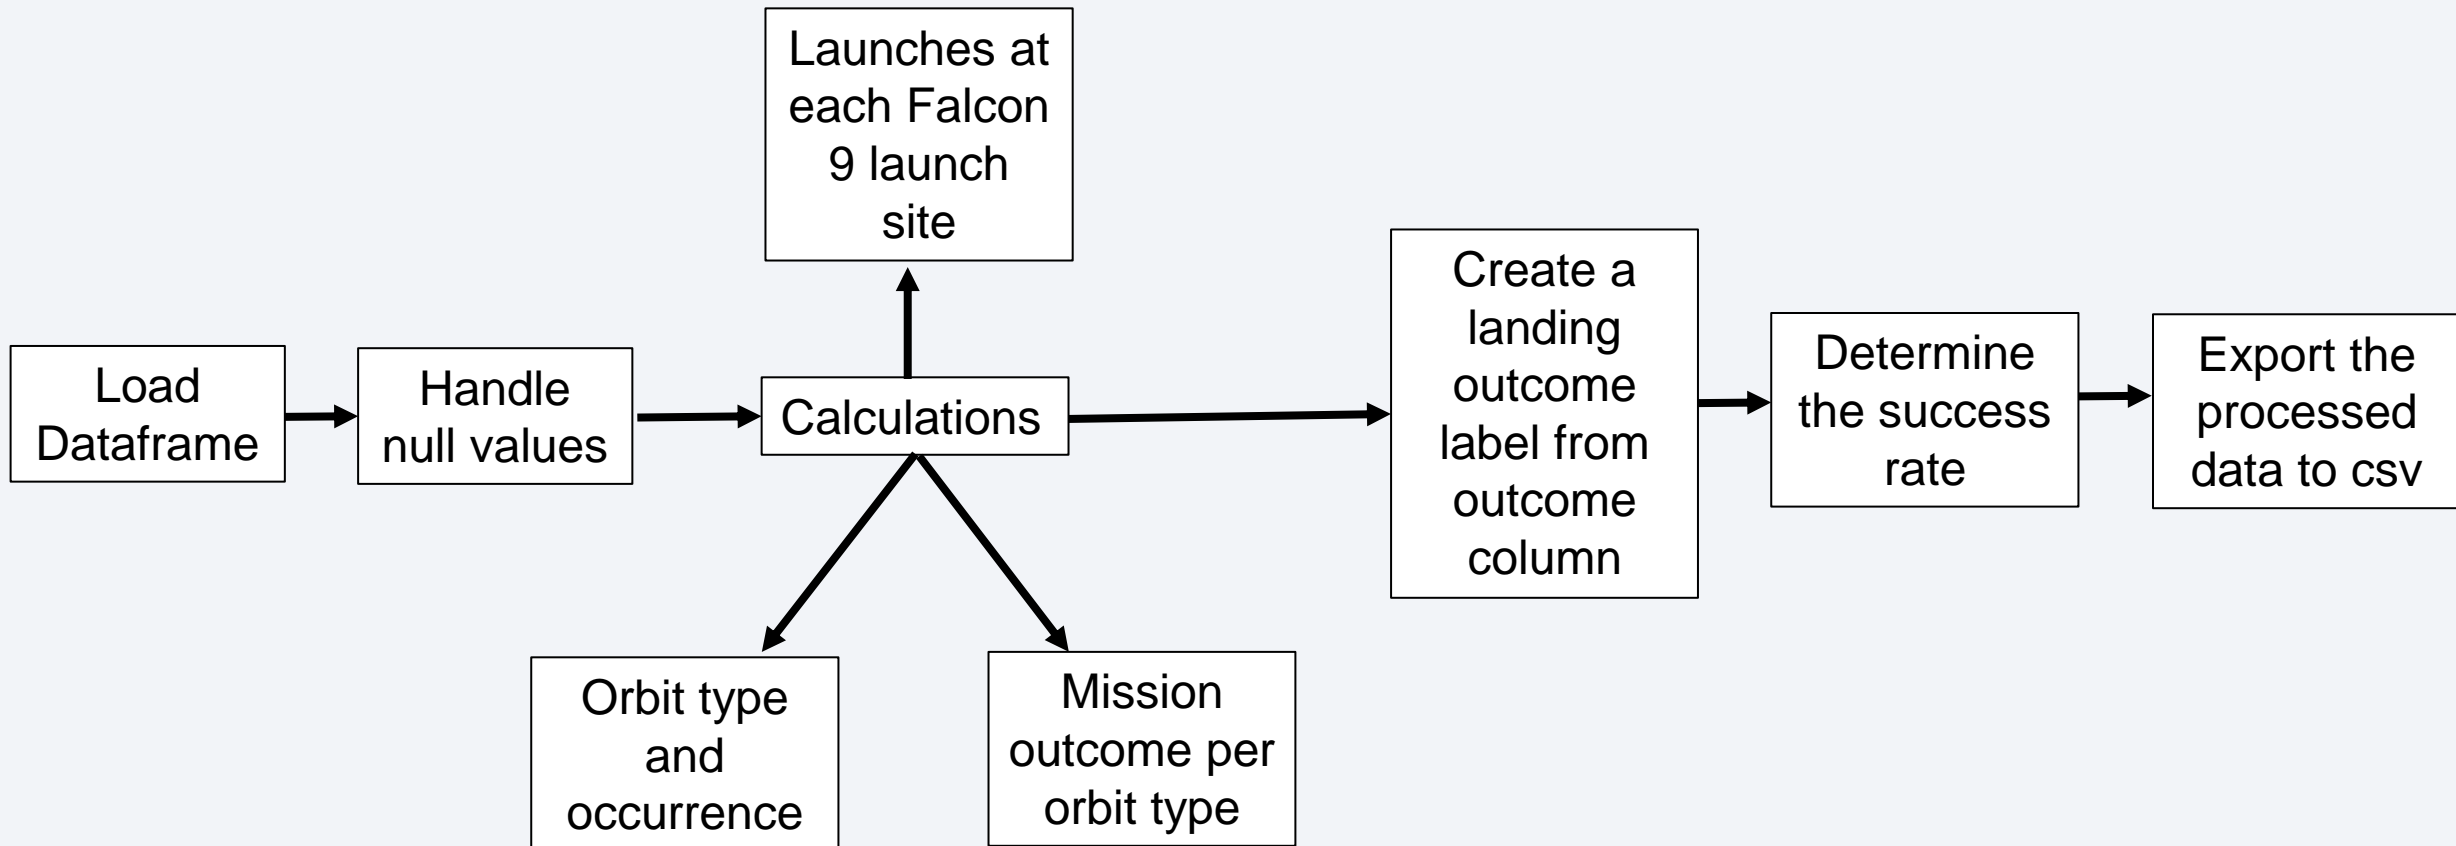 Launches at
each Falcon
9 launch
site
Load
Dataframe
Handle
null values
Calculations
Create a
landing
outcome
label from
outcome
column
Determine
the success
rate
Export the
processed
data to csv
Orbit type
and
occurrence
Mission
outcome per
orbit type